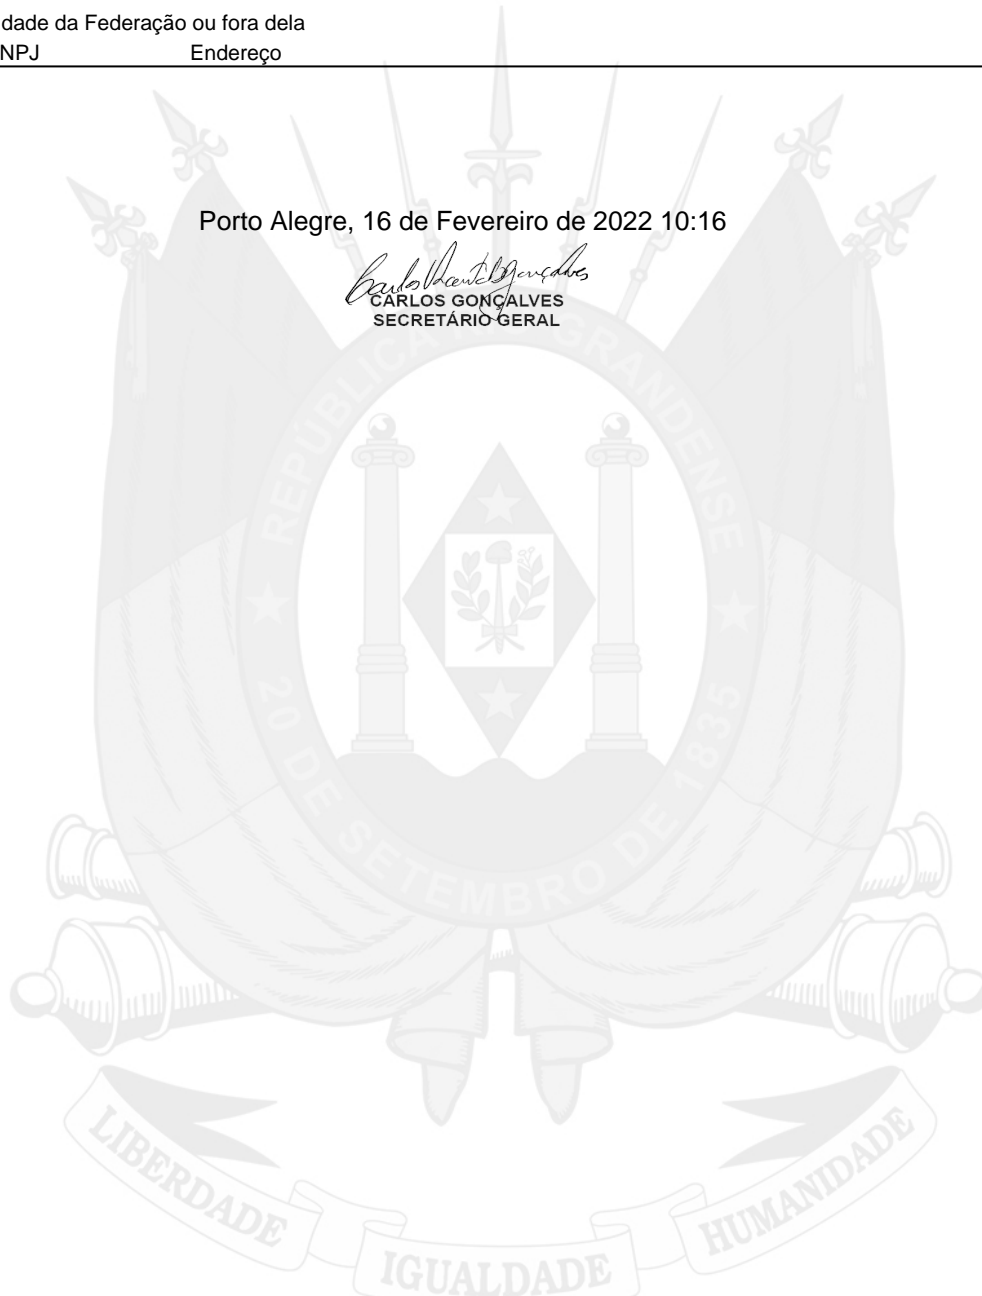 dade da Federação ou fora dela
NPJ Endereço
Porto Alegre, 16 de Fevereiro de 2022 10:16
CARLOS GONÇALVES
SECRETÁRIO GERAL
REPÚBLICA RIO-GRANDENSE
20 DE SETEMBRO DE 1835
LIBERDADE
IGUALDADE
HUMANIDADE